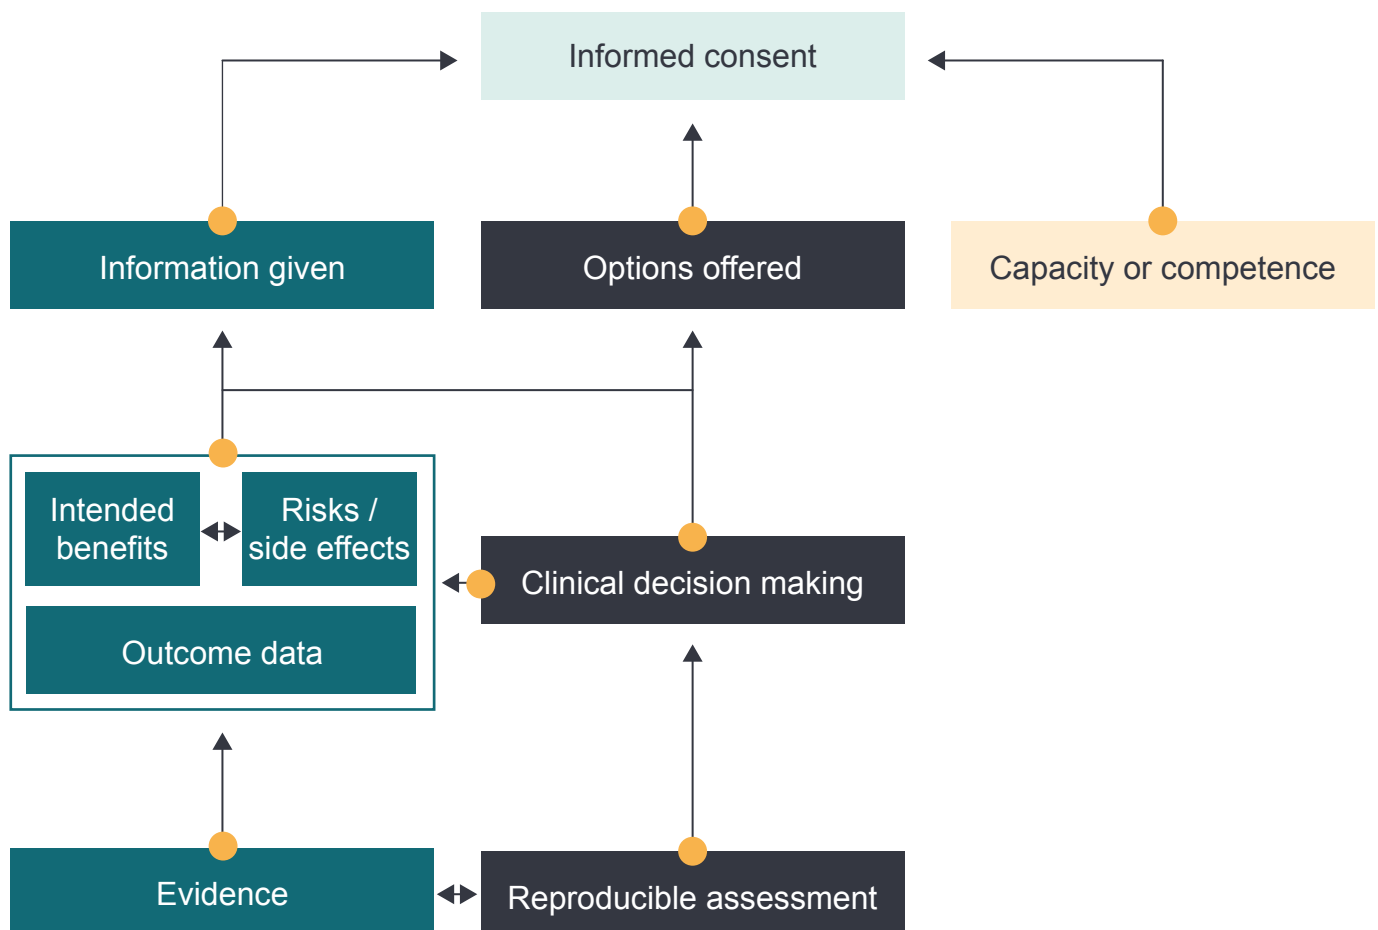 Informed consent
Information given
Options offered
Capacity or competence
Intended
benefits
Risks /
side effects
Clinical decision making
Outcome data
Evidence
Reproducible assessment